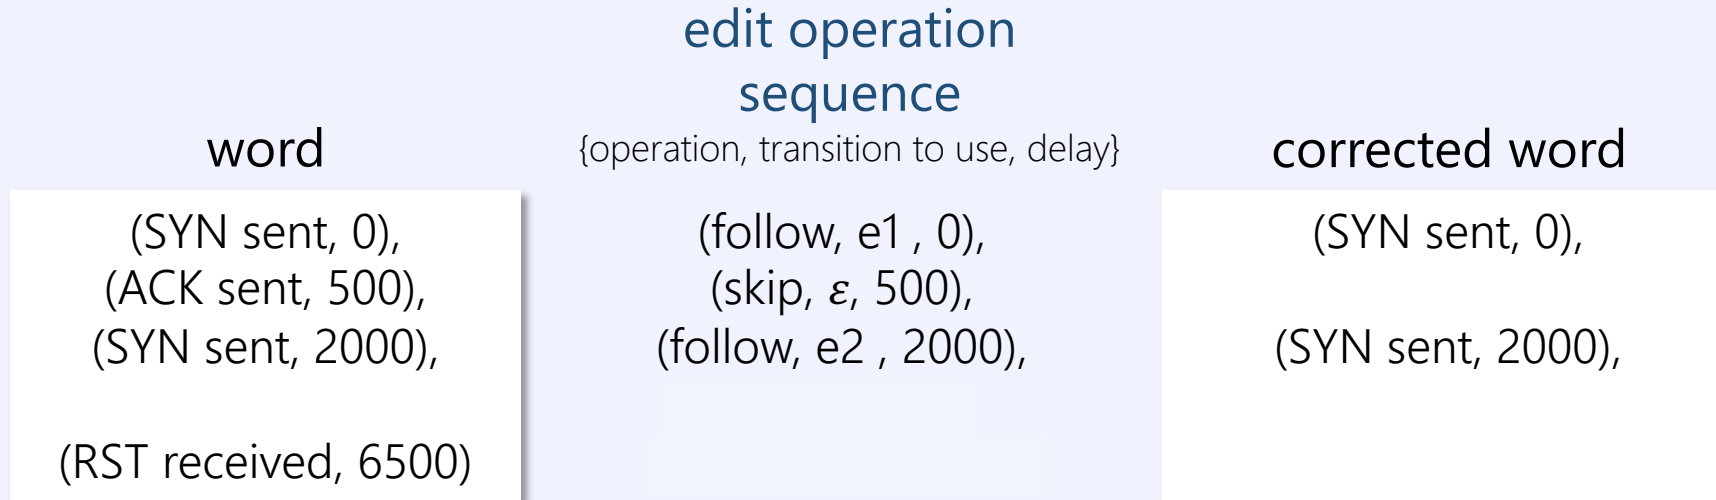 edit operation
sequence
word
{operation, transition to use, delay}
corrected word
(SYN sent, 0),
(follow, e1 , 0),
(SYN sent, 0),
(ACK sent, 500),
(skip, ε, 500),
(SYN sent, 2000),
(follow, e2 , 2000),
(SYN sent, 2000),
(RST received, 6500)